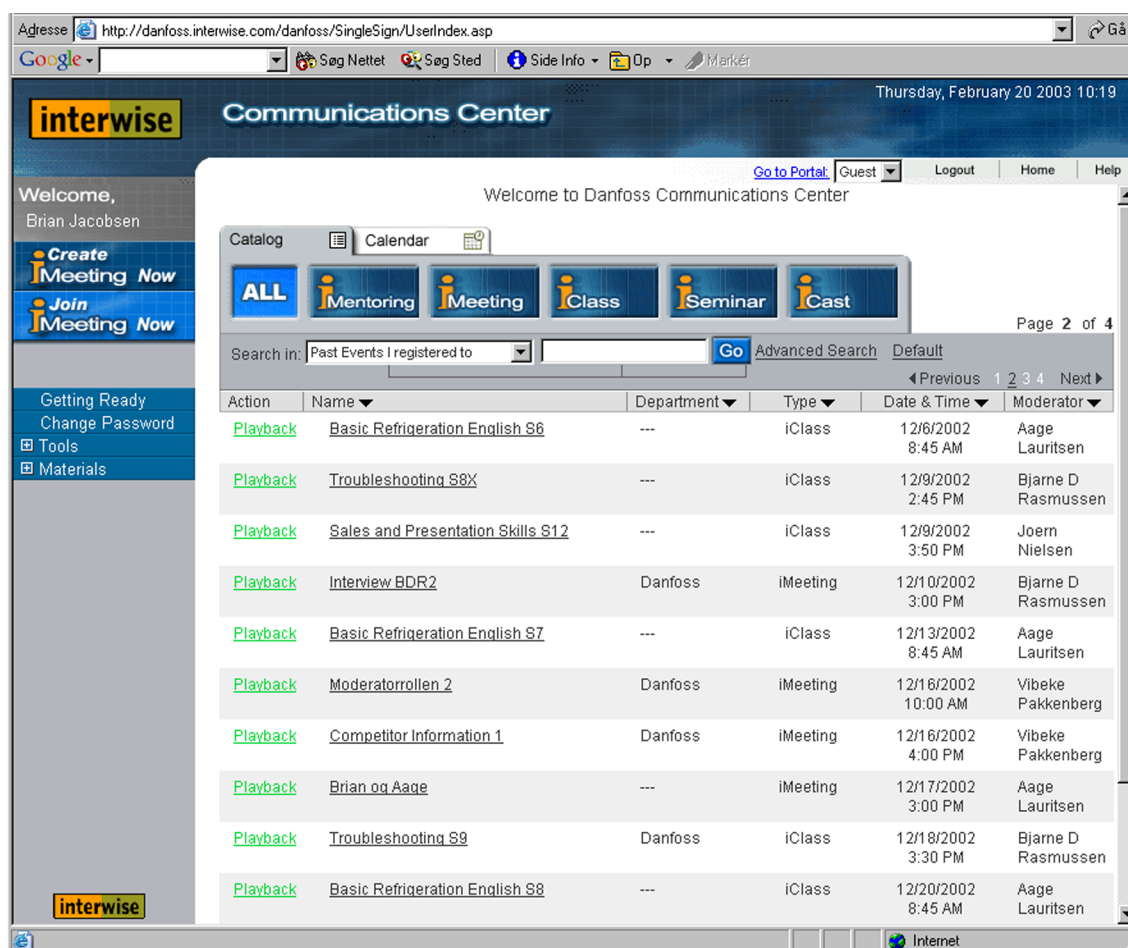 Adresse http://danfoss.interwise.com/danfoss/SingleSign/UserIndex.asp Gå
Google Søg Nettet Søg Sted Side Info Op Markér
interwise Communications Center Thursday, February 20 2003 10:19
Go to Portal: Guest Logout Home Help
Welcome, Welcome to Danfoss Communications Center
Brian Jacobsen
Catalog Calendar
Create
iMeeting Now
Join
iMeeting Now
ALL iMentoring iMeeting iClass iSeminar iCast
Page 2 of 4
Search in: Past Events I registered to Go Advanced Search Default
Previous 1 2 3 4 Next
Getting Ready
Change Password
Tools
Materials
Action Name Department Type Date & Time Moderator
Playback Basic Refrigeration English S6 --- iClass 12/6/2002 Aage
8:45 AM Lauritsen
Playback Troubleshooting S8X --- iClass 12/9/2002 Bjarne D
2:45 PM Rasmussen
Playback Sales and Presentation Skills S12 --- iClass 12/9/2002 Joern
3:50 PM Nielsen
Playback Interview BDR2 Danfoss iMeeting 12/10/2002 Bjarne D
3:00 PM Rasmussen
Playback Basic Refrigeration English S7 --- iClass 12/13/2002 Aage
8:45 AM Lauritsen
Playback Moderatorrollen 2 Danfoss iMeeting 12/16/2002 Vibeke
10:00 AM Pakkenberg
Playback Competitor Information 1 Danfoss iMeeting 12/16/2002 Vibeke
4:00 PM Pakkenberg
Playback Brian og Aage --- iMeeting 12/17/2002 Aage
3:00 PM Lauritsen
Playback Troubleshooting S9 Danfoss iClass 12/18/2002 Bjarne D
3:30 PM Rasmussen
Playback Basic Refrigeration English S8 --- iClass 12/20/2002 Aage
8:45 AM Lauritsen
interwise
Internet